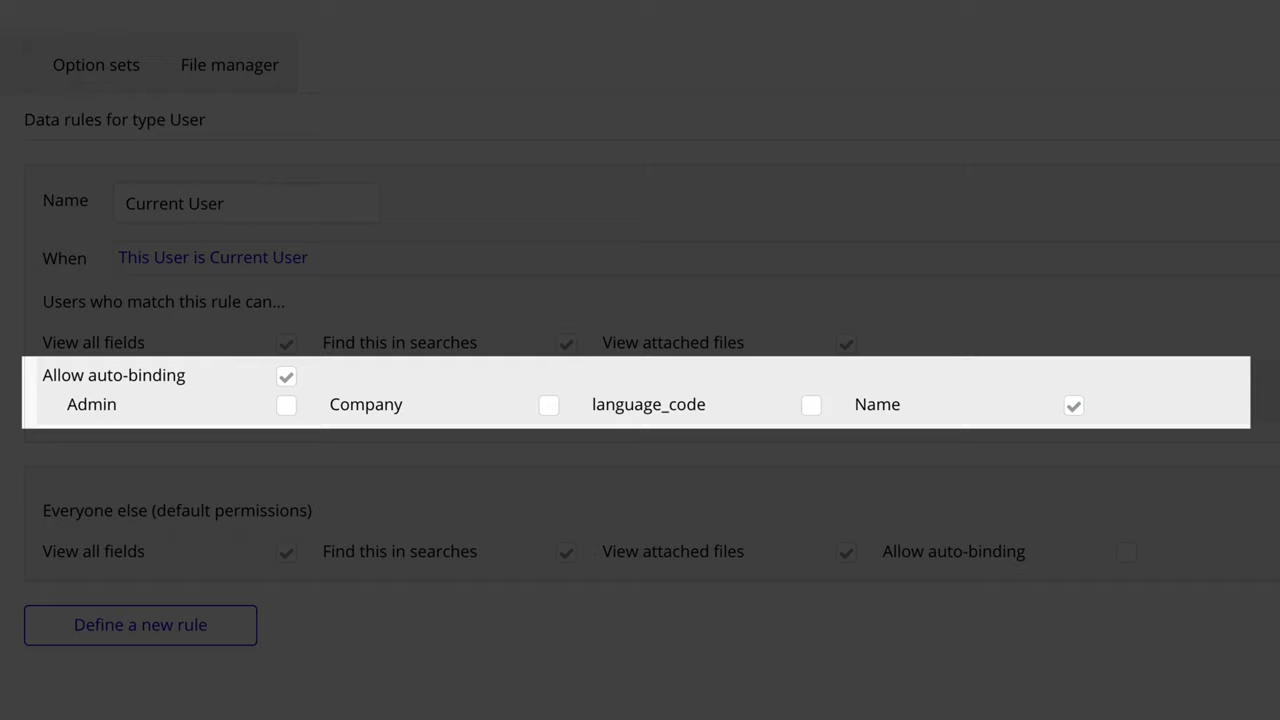 Option sets File manager
Data rules for type User
Name Current User
When This User is Current User
Users who match this rule can...
View all fields Find this in searches View attached files
Allow auto-binding
Admin Company language_code Name
Everyone else (default permissions)
View all fields Find this in searches View attached files Allow auto-binding
Define a new rule